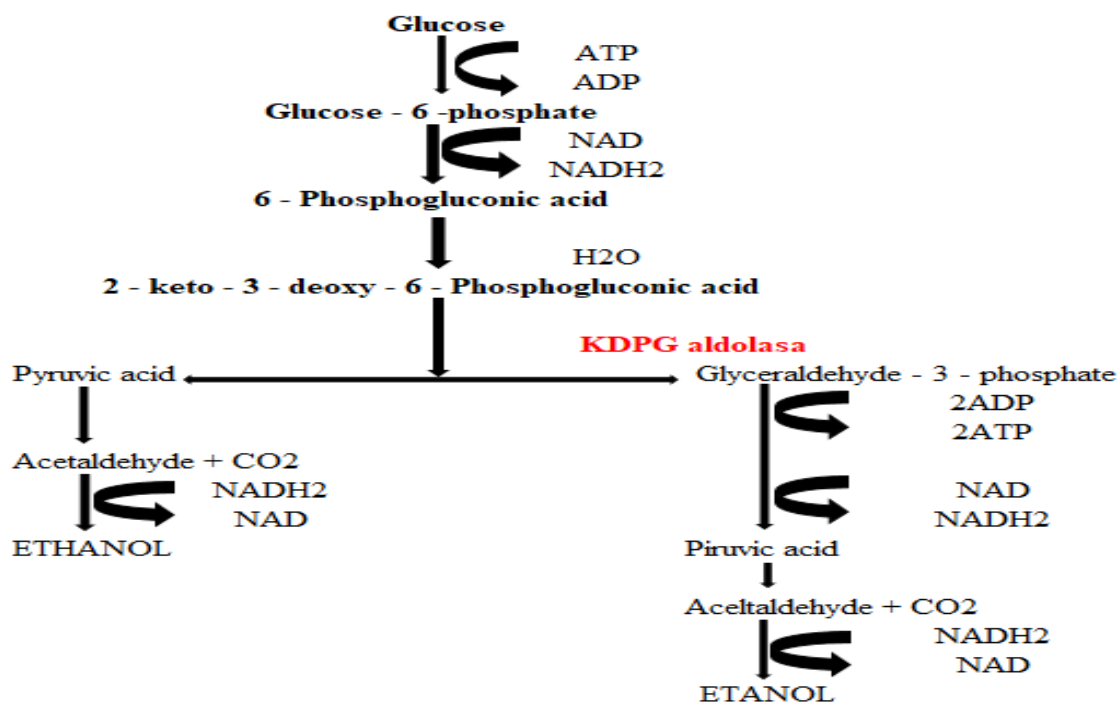 Glucose
ATP
ADP
Glucose - 6 -phosphate
NAD
NADH2
6 - Phosphogluconic acid
H2O
2 - keto - 3 - deoxy - 6 - Phosphogluconic acid
KDPG aldolasa
Pyruvic acid
Glyceraldehyde - 3 - phosphate
2ADP
2ATP
Acetaldehyde + CO2
NADH2
NAD
NAD
NADH2
ETHANOL
Piruvic acid
Aceltaldehyde + CO2
NADH2
NAD
ETANOL